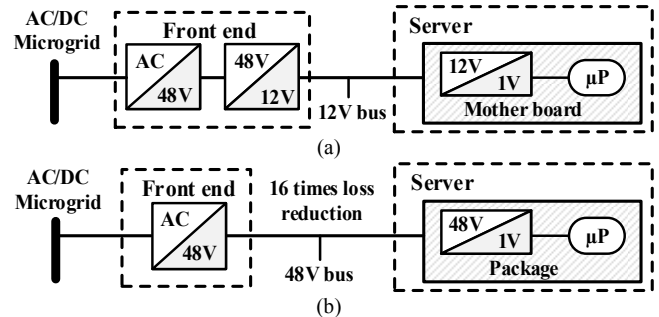 AC/DC
Microgrid
Front end
AC
48V
48V
12V
12V bus
Server
12V
1V
μP
Mother board
(a)
AC/DC
Microgrid
Front end
AC
48V
16 times loss
reduction
48V bus
Server
48V
1V
μP
Package
(b)